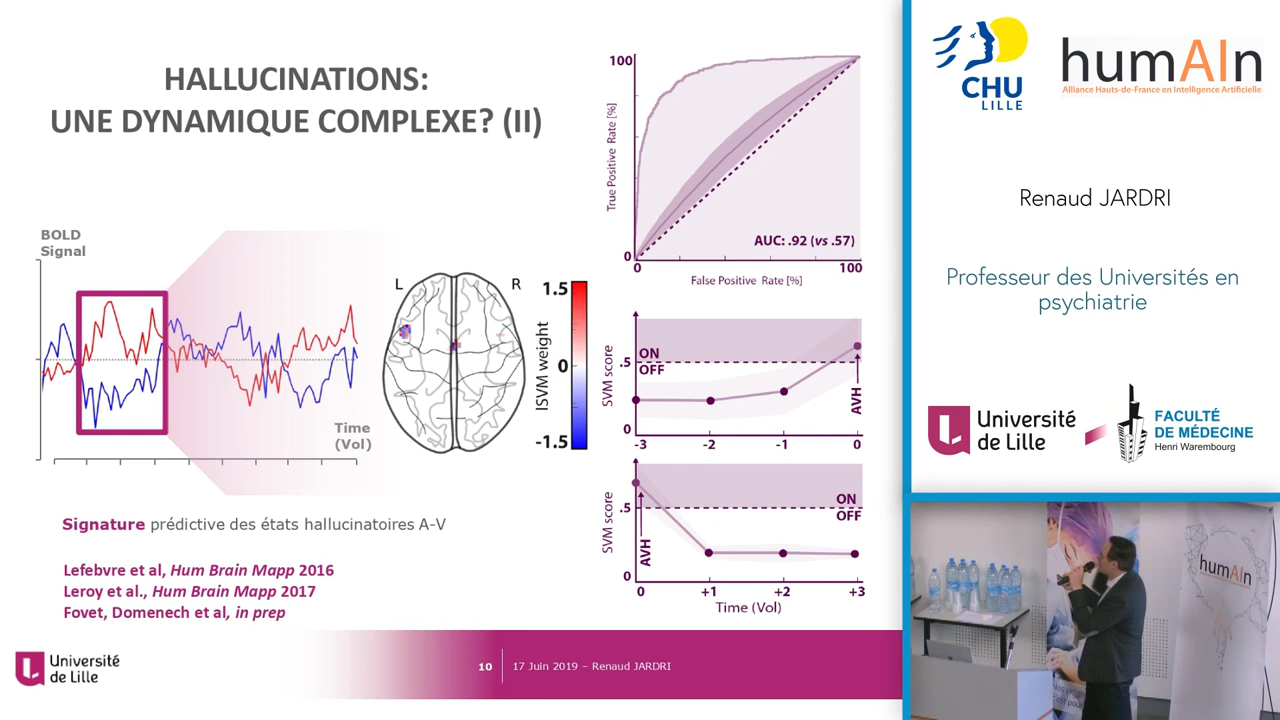 HALLUCINATIONS:
UNE DYNAMIQUE COMPLEXE? (II)
BOLD
Signal
Time
(Vol)
L
R
1.5
0
-1.5
lSVM weight
100
True Positive Rate [%]
0
AUC: .92 (vs .57)
0
100
False Positive Rate [%]
SVM score
.5
ON
OFF
0
AVH
-3
-2
-1
0
SVM score
.5
ON
OFF
0
AVH
0
+1
+2
+3
Time (Vol)
Signature prédictive des états hallucinatoires A-V
Lefebvre et al, Hum Brain Mapp 2016
Leroy et al., Hum Brain Mapp 2017
Fovet, Domenech et al, in prep
Université
de Lille
10
17 Juin 2019 – Renaud JARDRI
CHU
LILLE
humAIn
Alliance Hauts-de-France en Intelligence Artificielle
Renaud JARDRI
Professeur des Universités en
psychiatrie
Université
de Lille
FACULTÉ
DE MÉDECINE
Henri Warembourg
humAIn